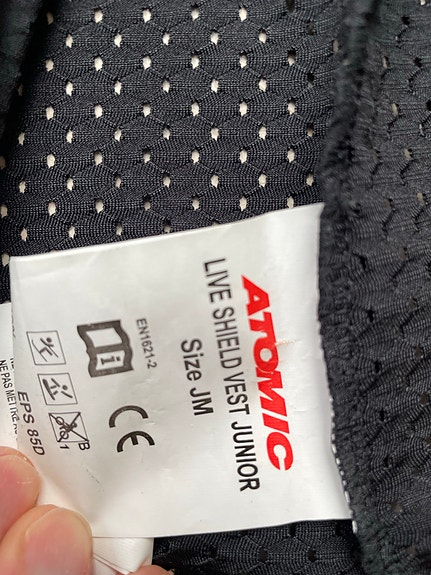 ATOMIC
LIVE SHIELD VEST JUNIOR
Size JM
EN1621-2
i
CE
B
1
EPS 85D
NE PAS METTRE